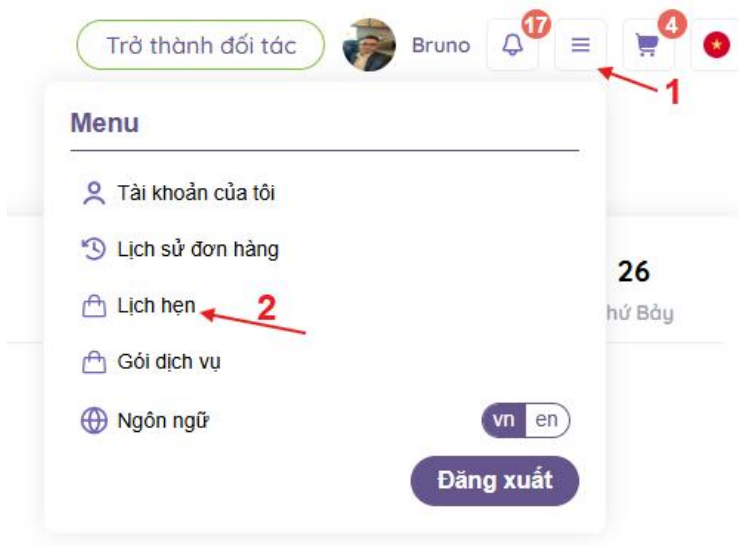 Trở thành đối tác Bruno 17 4
1
Menu
Tài khoản của tôi
Lịch sử đơn hàng
26
Lịch hẹn 2
hứ Bảy
Gói dịch vụ
Ngôn ngữ vn en
Đăng xuất